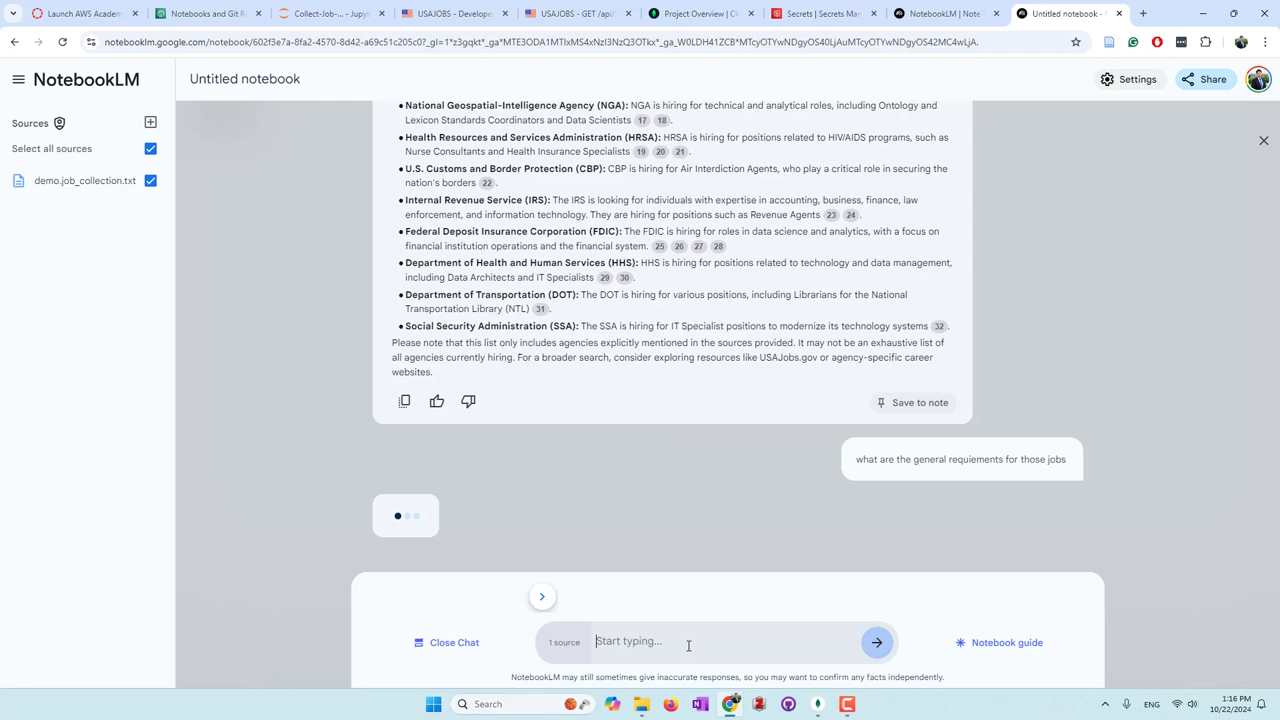 Launch AWS Academ
Notebooks and Git R
Collec... - Jupyt
USAJOBS - Develope
USAJOBS - GET /api/
Project Overview | Cl
Secrets | Secrets Man
NotebookLM | Note
Untitled notebook - N
notebooklm.google.com/notebook/602f3e7a-8fa2-4570-8d42-a69c51c205c0?_gl=1*z3gqkt*_ga*MTE3ODA1MTIxMS4xNzI3NzQ3OTkx*_ga_W0LDH41ZCB*MTcyOTYwNDgyOS40LjAuMTcyOTYwNDgyOS42MC4wLjA.
NotebookLM
Untitled notebook
Settings
Share
Sources
Select all sources
demo.job_collection.txt
• National Geospatial-Intelligence Agency (NGA): NGA is hiring for technical and analytical roles, including Ontology and
Lexicon Standards Coordinators and Data Scientists 17 18 .
• Health Resources and Services Administration (HRSA): HRSA is hiring for positions related to HIV/AIDS programs, such as
Nurse Consultants and Health Insurance Specialists 19 20 21 .
• U.S. Customs and Border Protection (CBP): CBP is hiring for Air Interdiction Agents, who play a critical role in securing the
nation's borders 22 .
• Internal Revenue Service (IRS): The IRS is looking for individuals with expertise in accounting, business, finance, law
enforcement, and information technology. They are hiring for positions such as Revenue Agents 23 24 .
• Federal Deposit Insurance Corporation (FDIC): The FDIC is hiring for roles in data science and analytics, with a focus on
financial institution operations and the financial system. 25 26 27 28
• Department of Health and Human Services (HHS): HHS is hiring for positions related to technology and data management,
including Data Architects and IT Specialists 29 30 .
• Department of Transportation (DOT): The DOT is hiring for various positions, including Librarians for the National
Transportation Library (NTL) 31 .
• Social Security Administration (SSA): The SSA is hiring for IT Specialist positions to modernize its technology systems 32 .
Please note that this list only includes agencies explicitly mentioned in the sources provided. It may not be an exhaustive list of
all agencies currently hiring. For a broader search, consider exploring resources like USAJobs.gov or agency-specific career
websites.
Save to note
what are the general requiements for those jobs
Close Chat
1 source
Start typing...
Notebook guide
NotebookLM may still sometimes give inaccurate responses, so you may want to confirm any facts independently.
Search
ENG
1:16 PM
10/22/2024